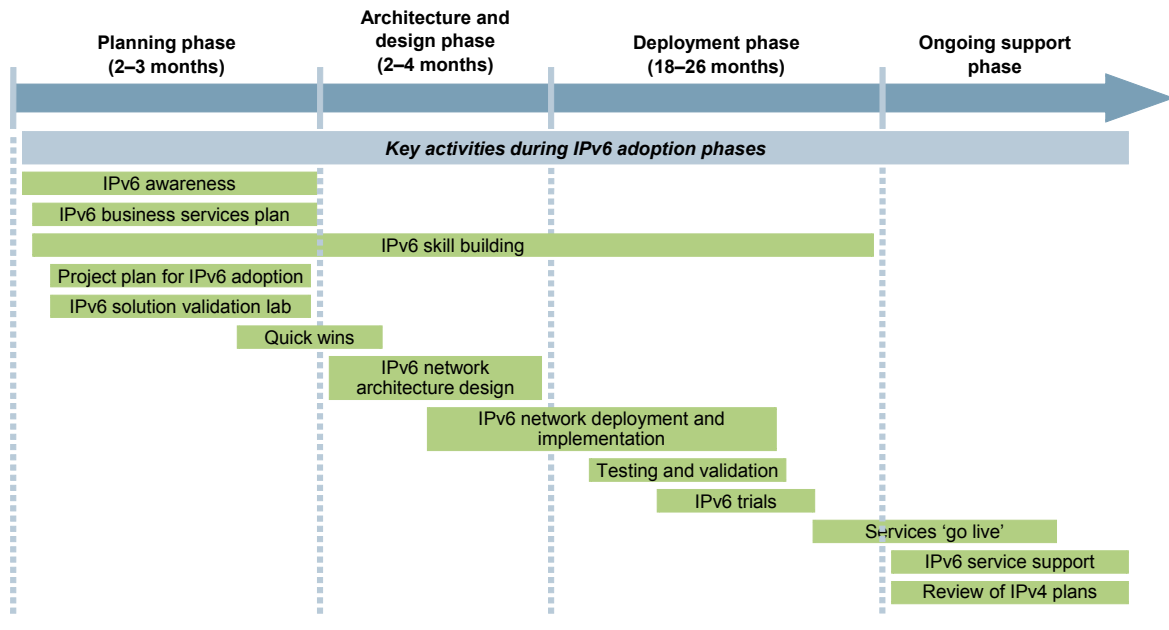 Planning phase
(2–3 months)
Architecture and
design phase
(2–4 months)
Deployment phase
(18–26 months)
Ongoing support
phase
Key activities during IPv6 adoption phases
IPv6 awareness
IPv6 business services plan
IPv6 skill building
Project plan for IPv6 adoption
IPv6 solution validation lab
Quick wins
IPv6 network
architecture design
IPv6 network deployment and
implementation
Testing and validation
IPv6 trials
Services ‘go live’
IPv6 service support
Review of IPv4 plans